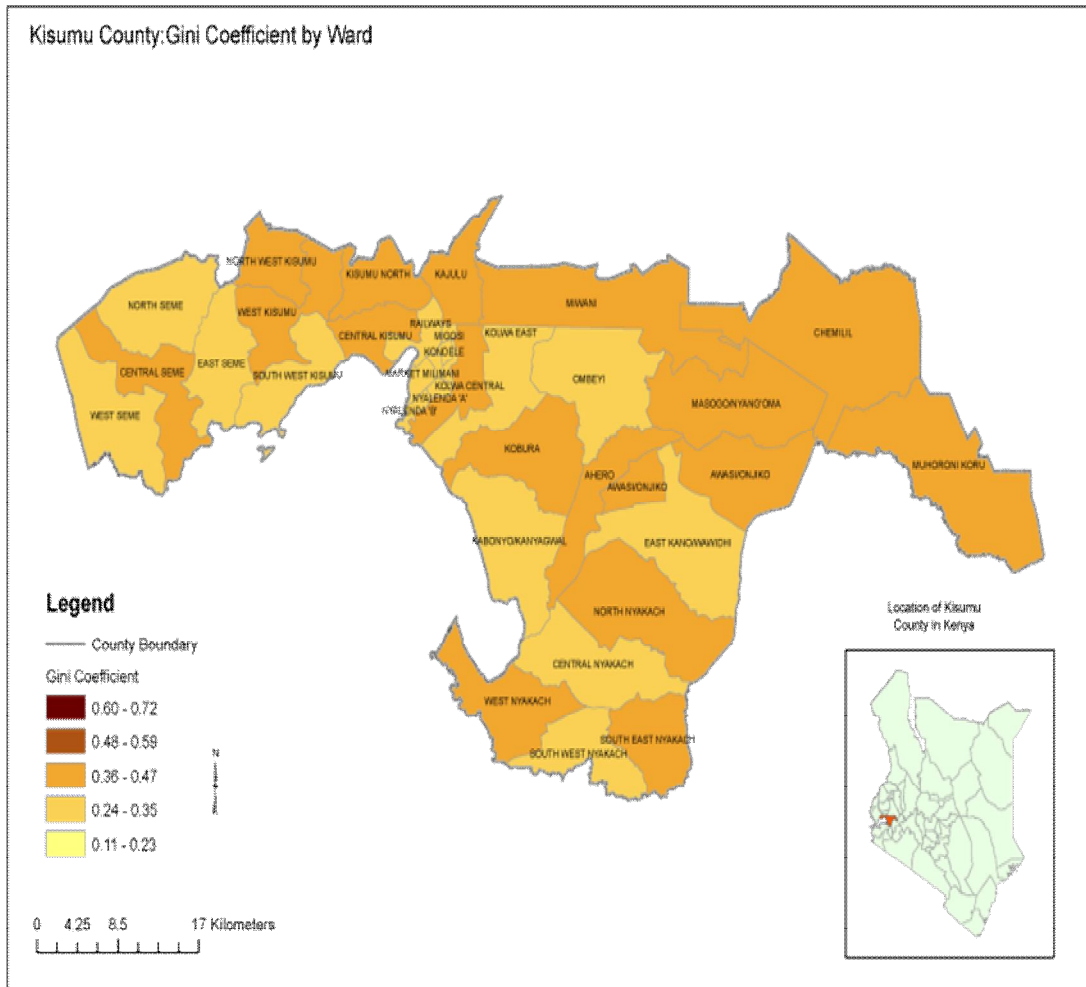 Kisumu County:Gini Coefficient by Ward
NORTH WEST KISUMU
KISUMU NORTH
KAJULU
NORTH SEME
MIWANI
WEST KISUMU
RAILWAYS
CENTRAL KISUMU
MIGOSI
KOLWA EAST
CHEMILIL
KONDELE
EAST SEME
CENTRAL SEME
SOUTH WEST KISUMU
MARKET MILIMANI
KOLWA CENTRAL
OMBEYI
NYALENDA 'A'
MASOGO/NYANG'OMA
WEST SEME
NYALENDA 'B'
KOBURA
MUHORONI KORU
AHERO
AWASI/ONJIKO
AWASI/ONJIKO
KABONYO/KANYAGWAL
EAST KANO/WAWIDHI
NORTH NYAKACH
CENTRAL NYAKACH
WEST NYAKACH
SOUTH EAST NYAKACH
SOUTH WEST NYAKACH
Legend
County Boundary
Gini Coefficient
0.60 - 0.72
0.48 - 0.59
0.36 - 0.47
0.24 - 0.35
0.11 - 0.23
N
0 4.25 8.5 17 Kilometers
Location of Kisumu
County in Kenya